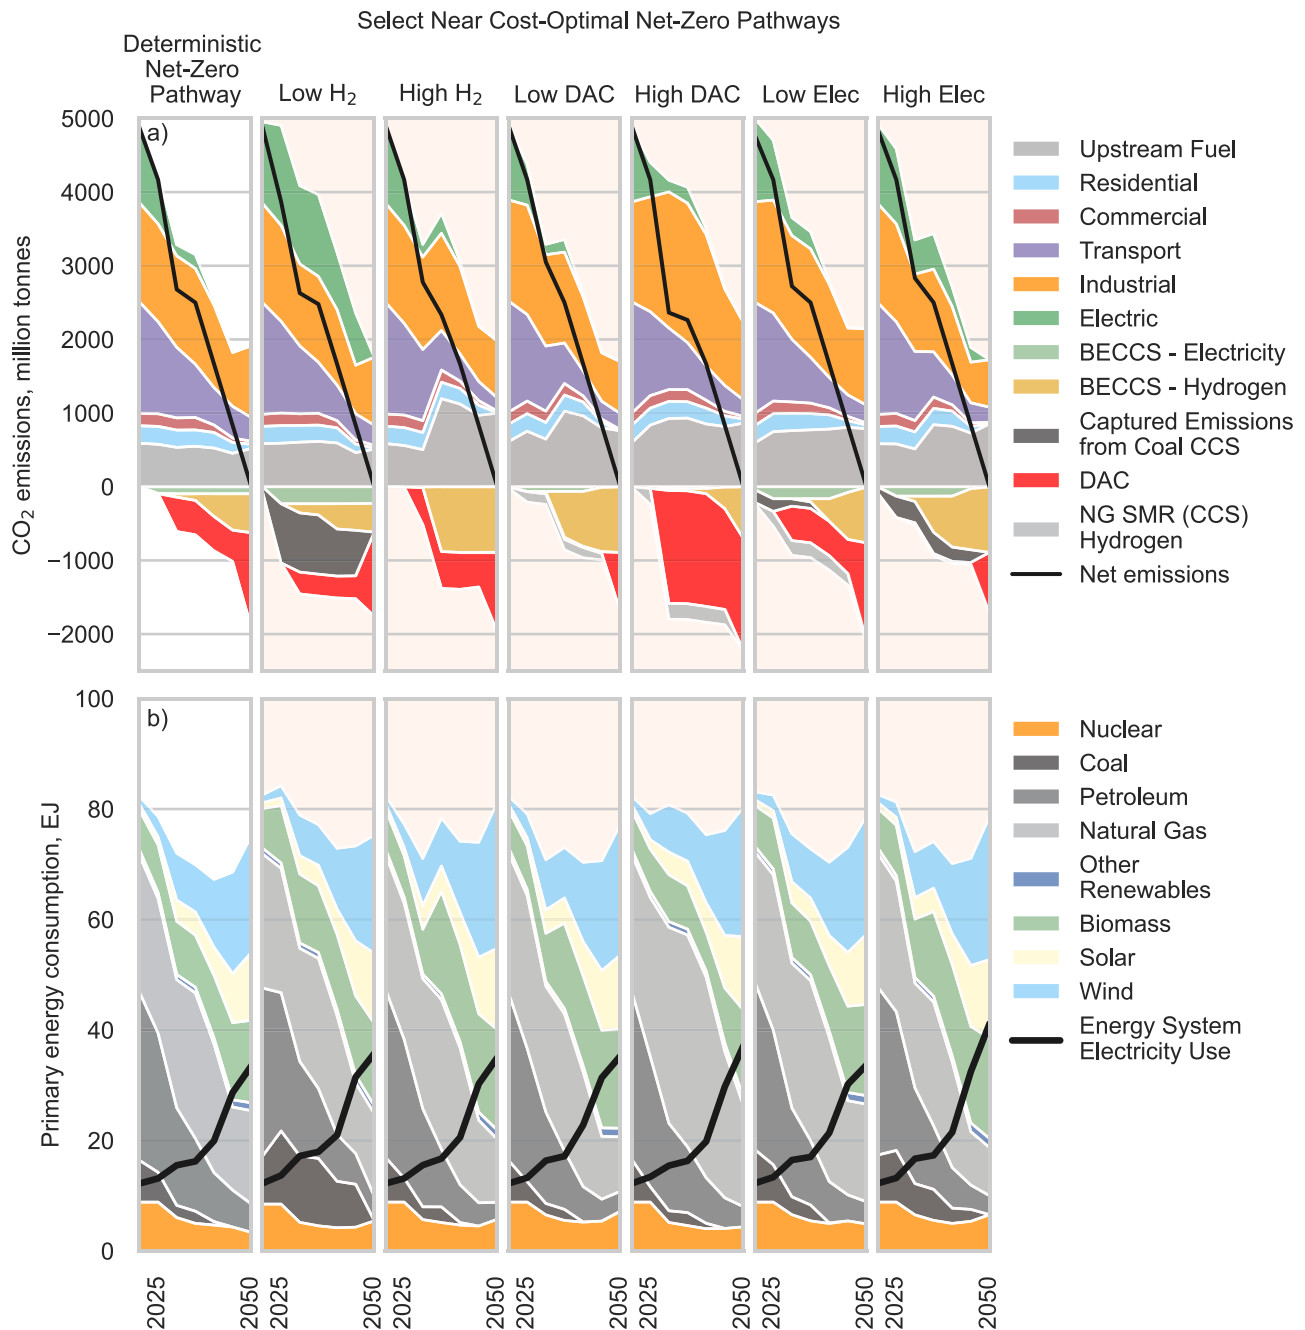 Select Near Cost-Optimal Net-Zero Pathways
Deterministic
Net-Zero
Pathway
Low H₂
High H₂
Low DAC
High DAC
Low Elec
High Elec
a)
CO₂ emissions, million tonnes
5000
4000
3000
2000
1000
0
−1000
−2000
Upstream Fuel
Residential
Commercial
Transport
Industrial
Electric
BECCS - Electricity
BECCS - Hydrogen
Captured Emissions
from Coal CCS
DAC
NG SMR (CCS)
Hydrogen
Net emissions
b)
Primary energy consumption, EJ
100
80
60
40
20
0
Nuclear
Coal
Petroleum
Natural Gas
Other
Renewables
Biomass
Solar
Wind
Energy System
Electricity Use
2025
2050
2025
2050
2025
2050
2025
2050
2025
2050
2025
2050
2025
2050